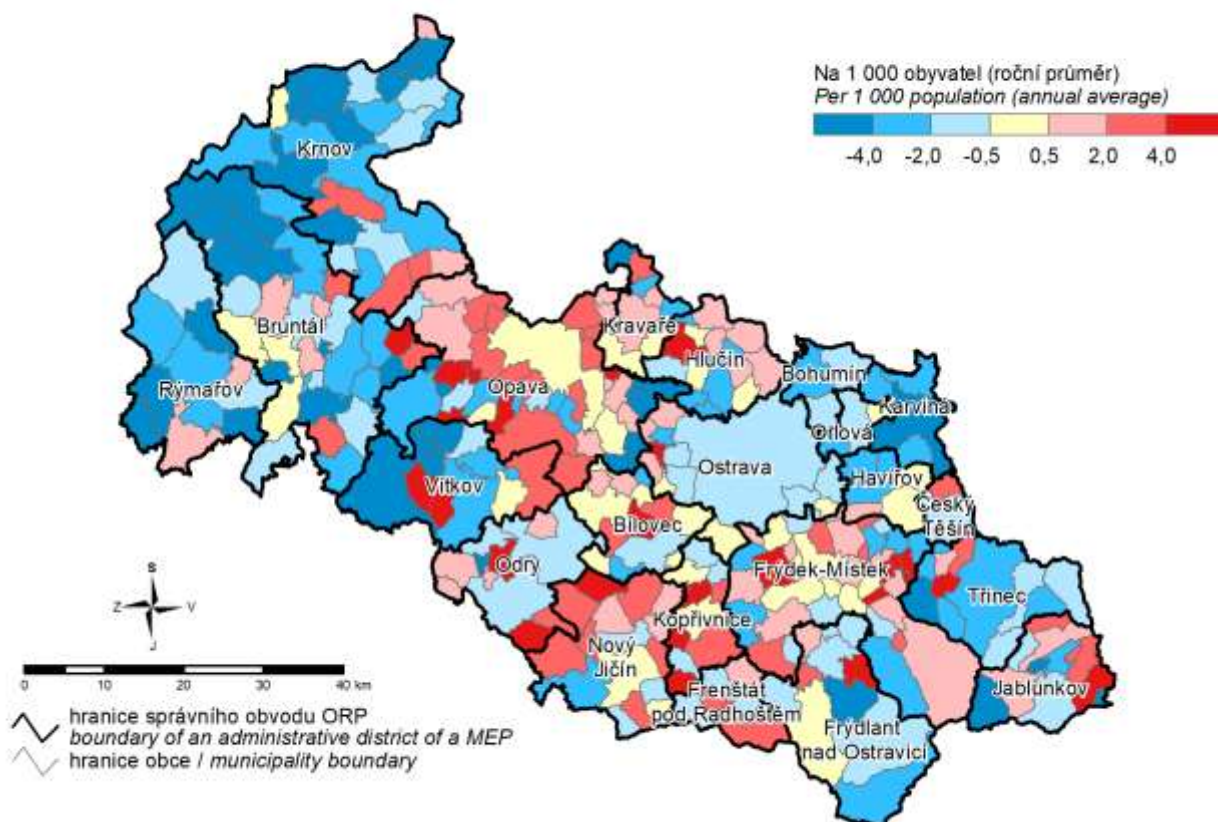 Na 1 000 obyvatel (roční průměr)
Per 1 000 population (annual average)
-4,0 -2,0 -0,5 0,5 2,0 4,0
Krnov
Bruntál
Rýmařov
Kravaře
Hlučín
Opava
Bohumín
Karviná
Orlová
Ostrava
Havířov
Český
Těšín
Vítkov
Bílovec
Odry
Frýdek-Místek
Třinec
Kopřivnice
Nový
Jičín
Jablunkov
Frenštát
pod Radhoštěm
Frýdlant
nad Ostravicí
S
Z V
J
0 10 20 30 40 km
hranice správního obvodu ORP
boundary of an administrative district of a MEP
hranice obce / municipality boundary